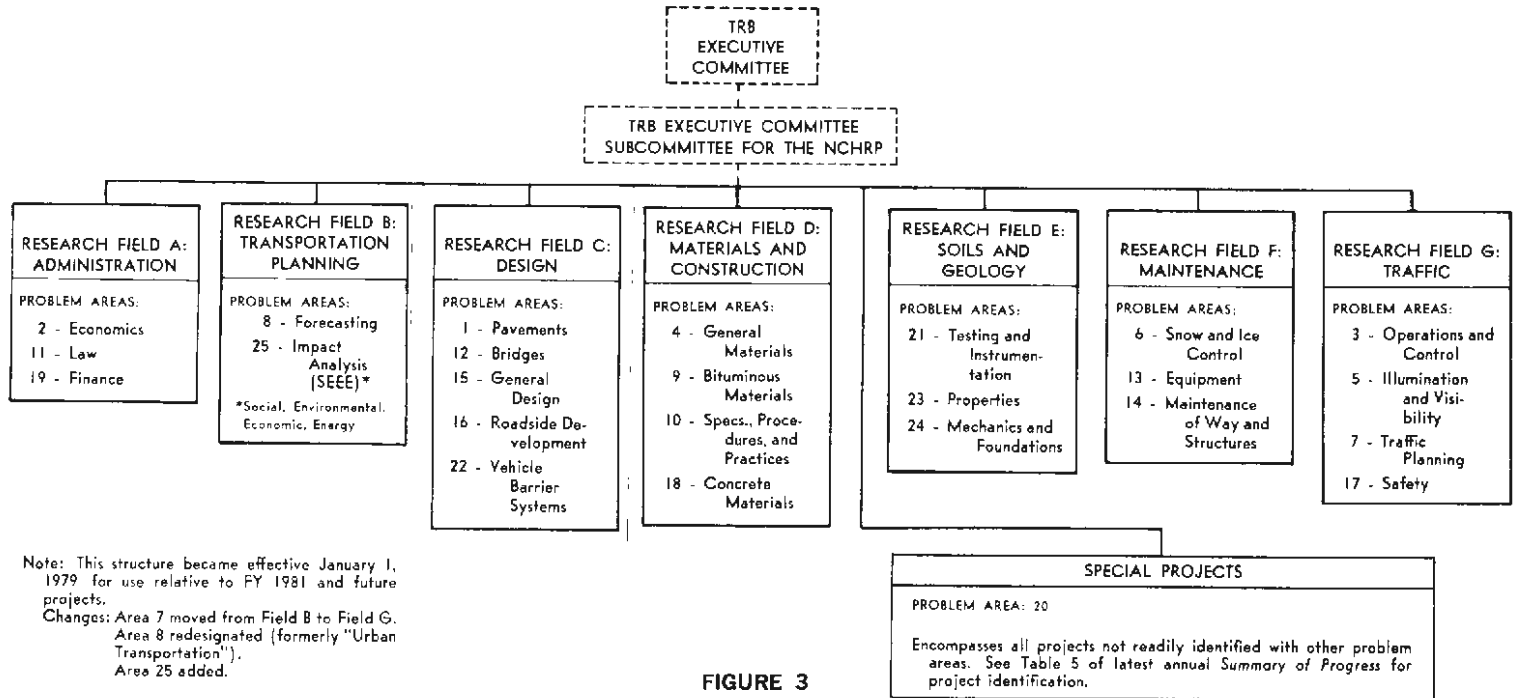 TRB
EXECUTIVE
COMMITTEE
TRB EXECUTIVE COMMITTEE
SUBCOMMITTEE FOR THE NCHRP
RESEARCH FIELD A:
ADMINISTRATION
PROBLEM AREAS:
2 - Economics
11 - Law
19 - Finance
RESEARCH FIELD B:
TRANSPORTATION
PLANNING
PROBLEM AREAS:
8 - Forecasting
25 - Impact
Analysis
(SEEE)*
*Social, Environmental,
Economic, Energy
RESEARCH FIELD C:
DESIGN
PROBLEM AREAS:
1 - Pavements
12 - Bridges
15 - General
Design
16 - Roadside De-
velopment
22 - Vehicle
Barrier
Systems
RESEARCH FIELD D:
MATERIALS AND
CONSTRUCTION
PROBLEM AREAS:
4 - General
Materials
9 - Bituminous
Materials
10 - Specs., Proce-
dures, and
Practices
18 - Concrete
Materials
RESEARCH FIELD E:
SOILS AND
GEOLOGY
PROBLEM AREAS:
21 - Testing and
Instrumen-
tation
23 - Properties
24 - Mechanics and
Foundations
RESEARCH FIELD F:
MAINTENANCE
PROBLEM AREAS:
6 - Snow and Ice
Control
13 - Equipment
14 - Maintenance
of Way and
Structures
RESEARCH FIELD G:
TRAFFIC
PROBLEM AREAS:
3 - Operations and
Control
5 - Illumination
and Visi-
bility
7 - Traffic
Planning
17 - Safety
Note: This structure became effective January 1,
1979 for use relative to FY 1981 and future
projects.
Changes: Area 7 moved from Field B to Field G.
Area 8 redesignated (formerly "Urban
Transportation").
Area 25 added.
SPECIAL PROJECTS
PROBLEM AREA: 20
Encompasses all projects not readily identified with other problem
areas. See Table 5 of latest annual Summary of Progress for
project identification.
FIGURE 3